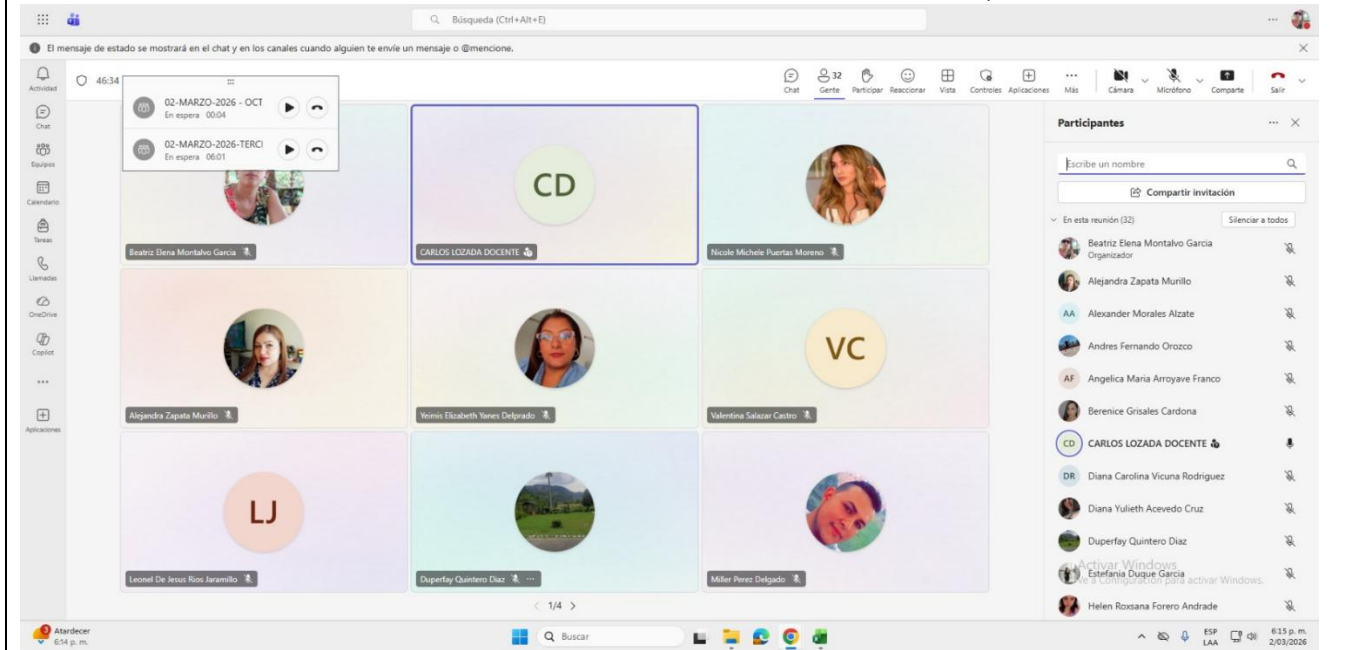 Búsqueda (Ctrl+Alt+E)
El mensaje de estado se mostrará en el chat y en los canales cuando alguien te envíe un mensaje o @mencione.
Actividad
Chat
Equipos
Calendario
Tareas
Llamadas
OneDrive
Copilot
Aplicaciones
46:34
02-MARZO-2026 - OCT
En espera 00:04
02-MARZO-2026-TERCI
En espera 06:01
Chat
32
Gente
Participar
Reaccionar
Vista
Controles
Aplicaciones
Más
Cámara
Micrófono
Comparte
Salir
Beatriz Elena Montalvo Garcia
CD
CARLOS LOZADA DOCENTE
Nicole Michele Puertas Moreno
Alejandra Zapata Murillo
Yeimis Elizabeth Yanes Delprado
VC
Valentina Salazar Castro
LJ
Leonel De Jesus Rios Jaramillo
Duperfay Quintero Diaz
Miller Perez Delgado
1/4
Participantes
Escribe un nombre
Compartir invitación
En esta reunión (32)
Silenciar a todos
Beatriz Elena Montalvo Garcia
Organizador
Alejandra Zapata Murillo
AA Alexander Morales Alzate
Andres Fernando Orozco
AF Angelica Maria Arroyave Franco
Berenice Grisales Cardona
CD CARLOS LOZADA DOCENTE
DR Diana Carolina Vicuna Rodriguez
Diana Yulieth Acevedo Cruz
Duperfay Quintero Diaz
Activar Windows
Estefania Duque Garcia
Ve a Configuración para activar Windows.
Helen Roxsana Forero Andrade
3
Atardecer
6:14 p. m.
Buscar
ESP
LAA
6:15 p. m.
2/03/2026